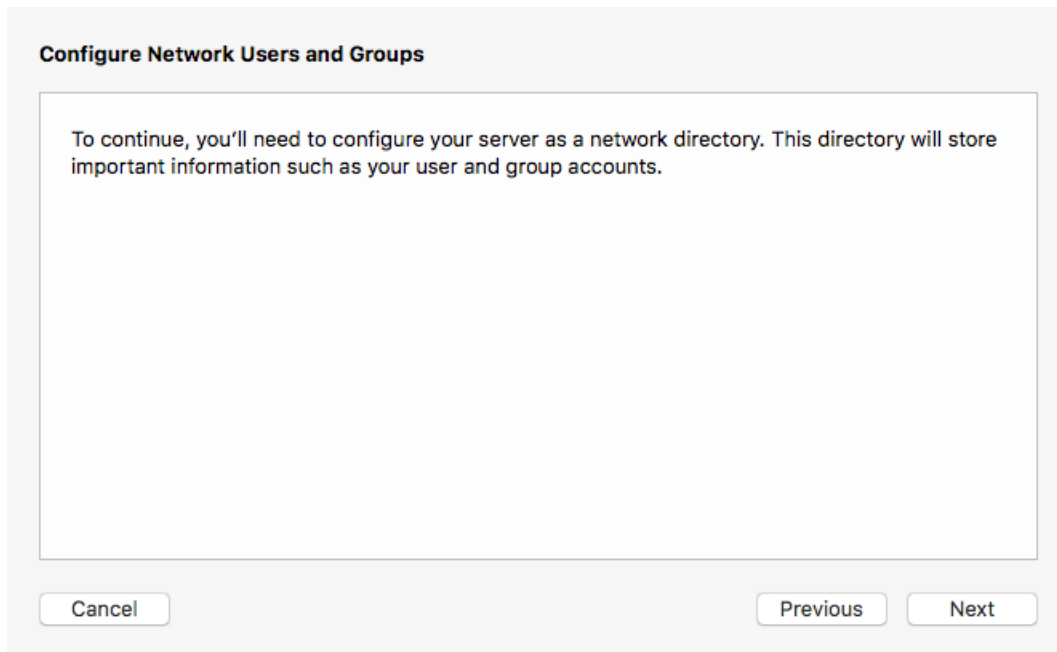 Configure Network Users and Groups
To continue, you’ll need to configure your server as a network directory. This directory will store
important information such as your user and group accounts.
Cancel
Previous
Next